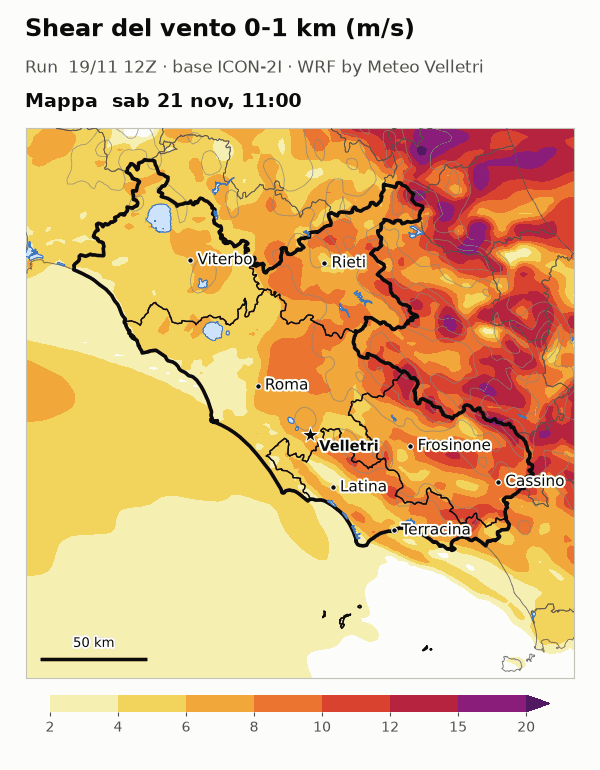 Shear del vento 0-1 km (m/s)
Run  19/11 12Z · base ICON-2I · WRF by Meteo Velletri
Mappa  sab 21 nov, 11:00
Viterbo
Rieti
Roma
Velletri
Frosinone
Latina
Cassino
Terracina
50 km
2 4 6 8 10 12 15 20